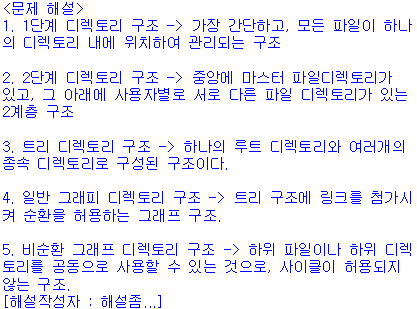 <문제 해설>
1. 1단계 디렉토리 구조 -> 가장 간단하고, 모든 파일이 하나
의 디렉토리 내에 위치하여 관리되는 구조
2. 2단계 디렉토리 구조 -> 중앙에 마스터 파일디렉토리가
있고, 그 아래에 사용자별로 서로 다른 파일 디렉토리가 있는
2계층 구조
3. 트리 디렉토리 구조 -> 하나의 루트 디렉토리와 여러개의
종속 디렉토리로 구성된 구조이다.
4. 일반 그래피 디렉토리 구조 -> 트리 구조에 링크를 첨가시
켜 순환을 허용하는 그래프 구조.
5. 비순환 그래프 디렉토리 구조 -> 하위 파일이나 하위 디렉
토리를 공동으로 사용할 수 있는 것으로, 사이클이 허용되지
않는 구조.
[해설작성자 : 해설좀...]